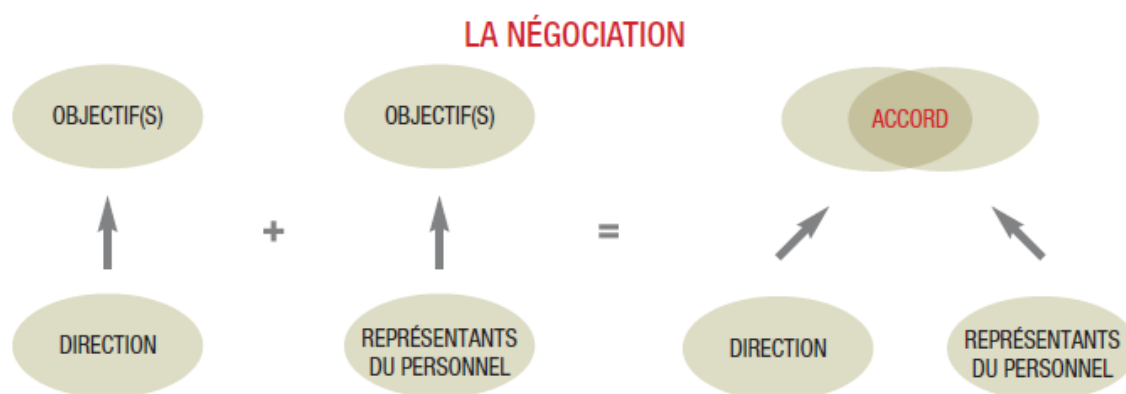 LA NÉGOCIATION
OBJECTIF(S)
OBJECTIF(S)
ACCORD
+
=
DIRECTION
REPRÉSENTANTS
DU PERSONNEL
DIRECTION
REPRÉSENTANTS
DU PERSONNEL